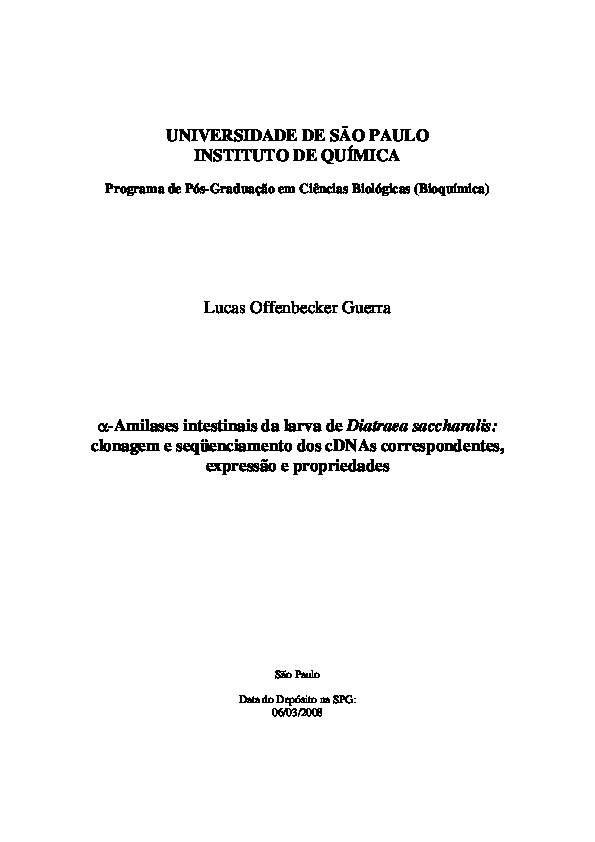 UNIVERSIDADE DE SÃO PAULO
INSTITUTO DE QUÍMICA
Programa de Pós-Graduação em Ciências Biológicas (Bioquímica)
Lucas Offenbecker Guerra
α-Amilases intestinais da larva de Diatraea saccharalis:
clonagem e seqüenciamento dos cDNAs correspondentes,
expressão e propriedades
São Paulo
Data do Depósito na SPG:
06/03/2008